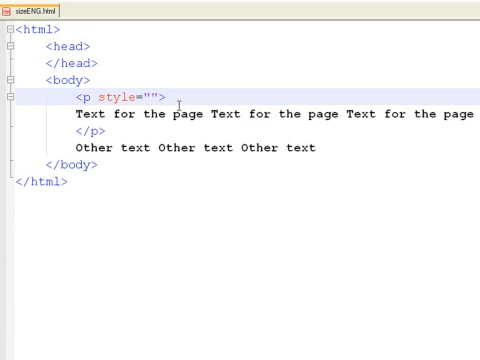 sizeENG.html
<html>
<head>
</head>
<body>
<p style="">
Text for the page Text for the page Text for the page
</p>
Other text Other text Other text
</body>
</html>